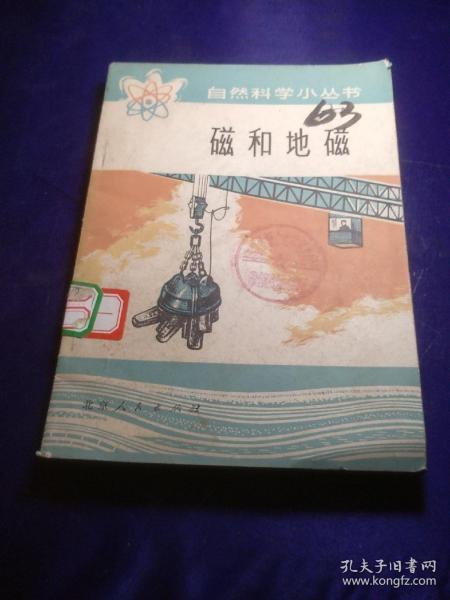 自然科学小丛书
63
磁和地磁
北京人民出版社
孔夫子旧书网
www.kongfz.com